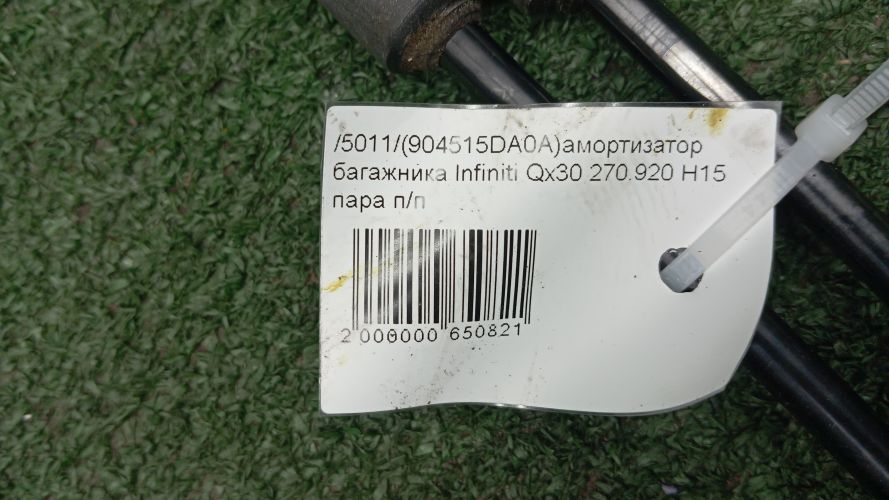 /5011/(904515DA0A)амортизатор
багажника Infiniti Qx30 270.920 H15
пара п/п
2 000000 650821